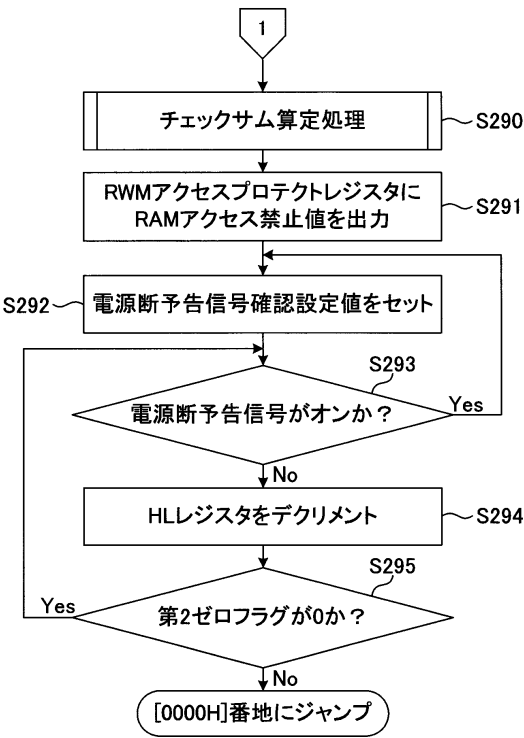 1
チェックサム算定処理
S290
RWMアクセスプロテクトレジスタに
RAMアクセス禁止値を出力
S291
S292
電源断予告信号確認設定値をセット
S293
電源断予告信号がオンか？
Yes
No
HLレジスタをデクリメント
S294
S295
Yes
第2ゼロフラグが0か？
No
[0000H]番地にジャンプ